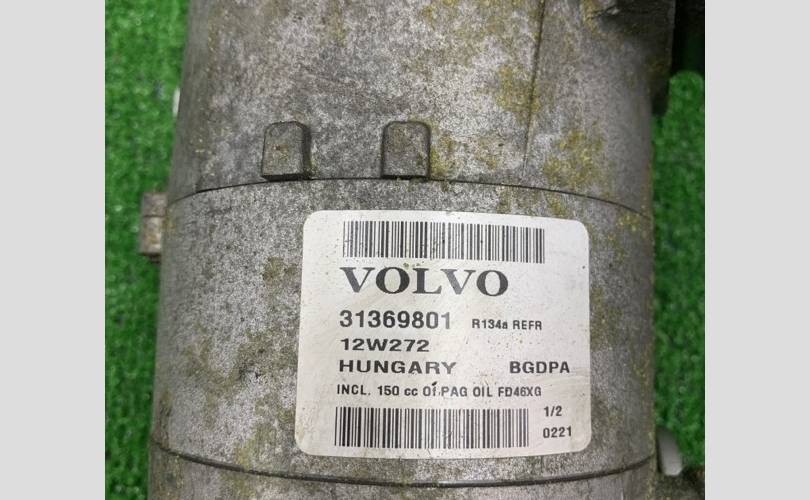 VOLVO
31369801 R134a REFR
12W272
HUNGARY BGDPA
INCL. 150 cc Of PAG OIL FD46XG
1/2
0221